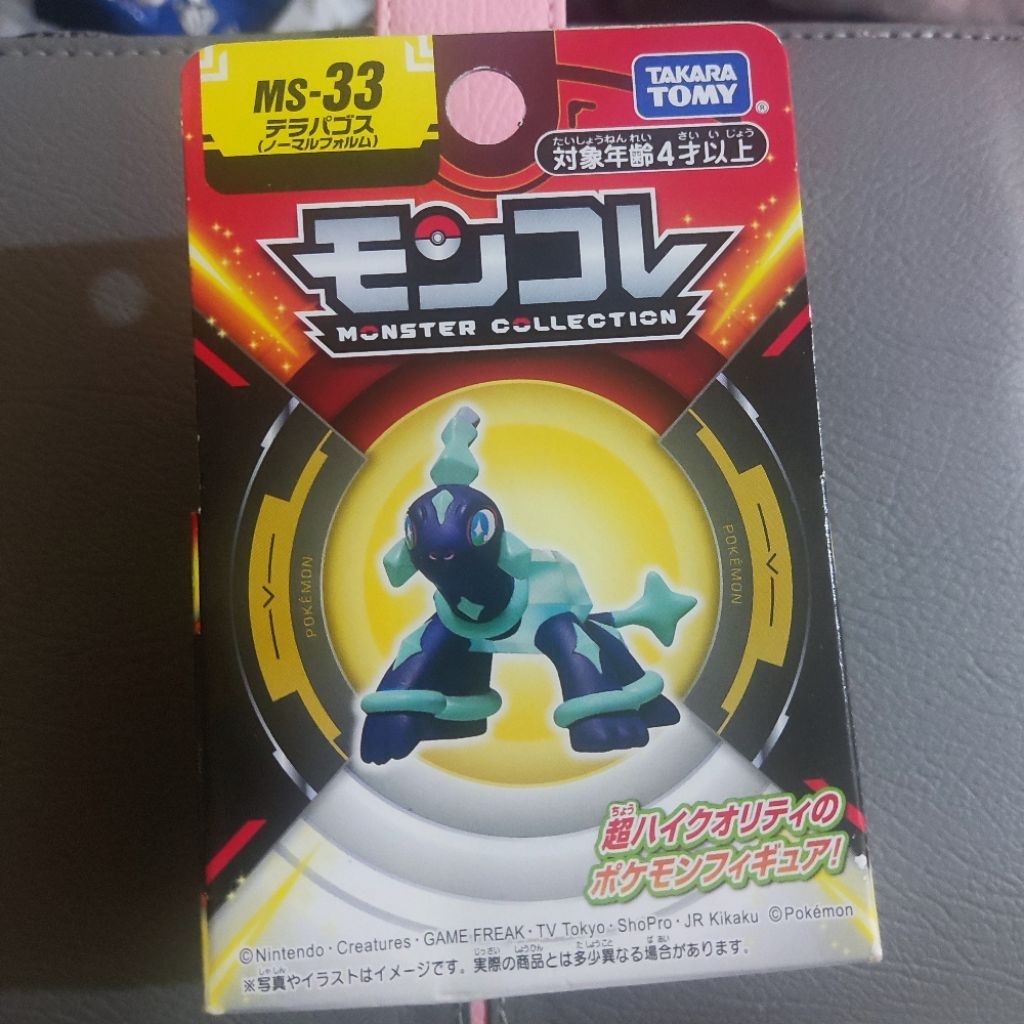 MS-33
テラパゴス
(ノーマルフォルム)
TAKARA
TOMY
®
たいしょうねんれい さいいじょう
対象年齢4才以上
モンコレ
MONSTER COLLECTION
POKÉMON
POKÉMON
ちょう
超ハイクオリティの
ポケモンフィギュア!
©Nintendo・Creatures・GAME FREAK・TV Tokyo・ShoPro・JR Kikaku ©Pokémon
しゃしん じっさい しょうひん たしょうこと ばあい
※写真やイラストはイメージです。実際の商品とは多少異なる場合があります。